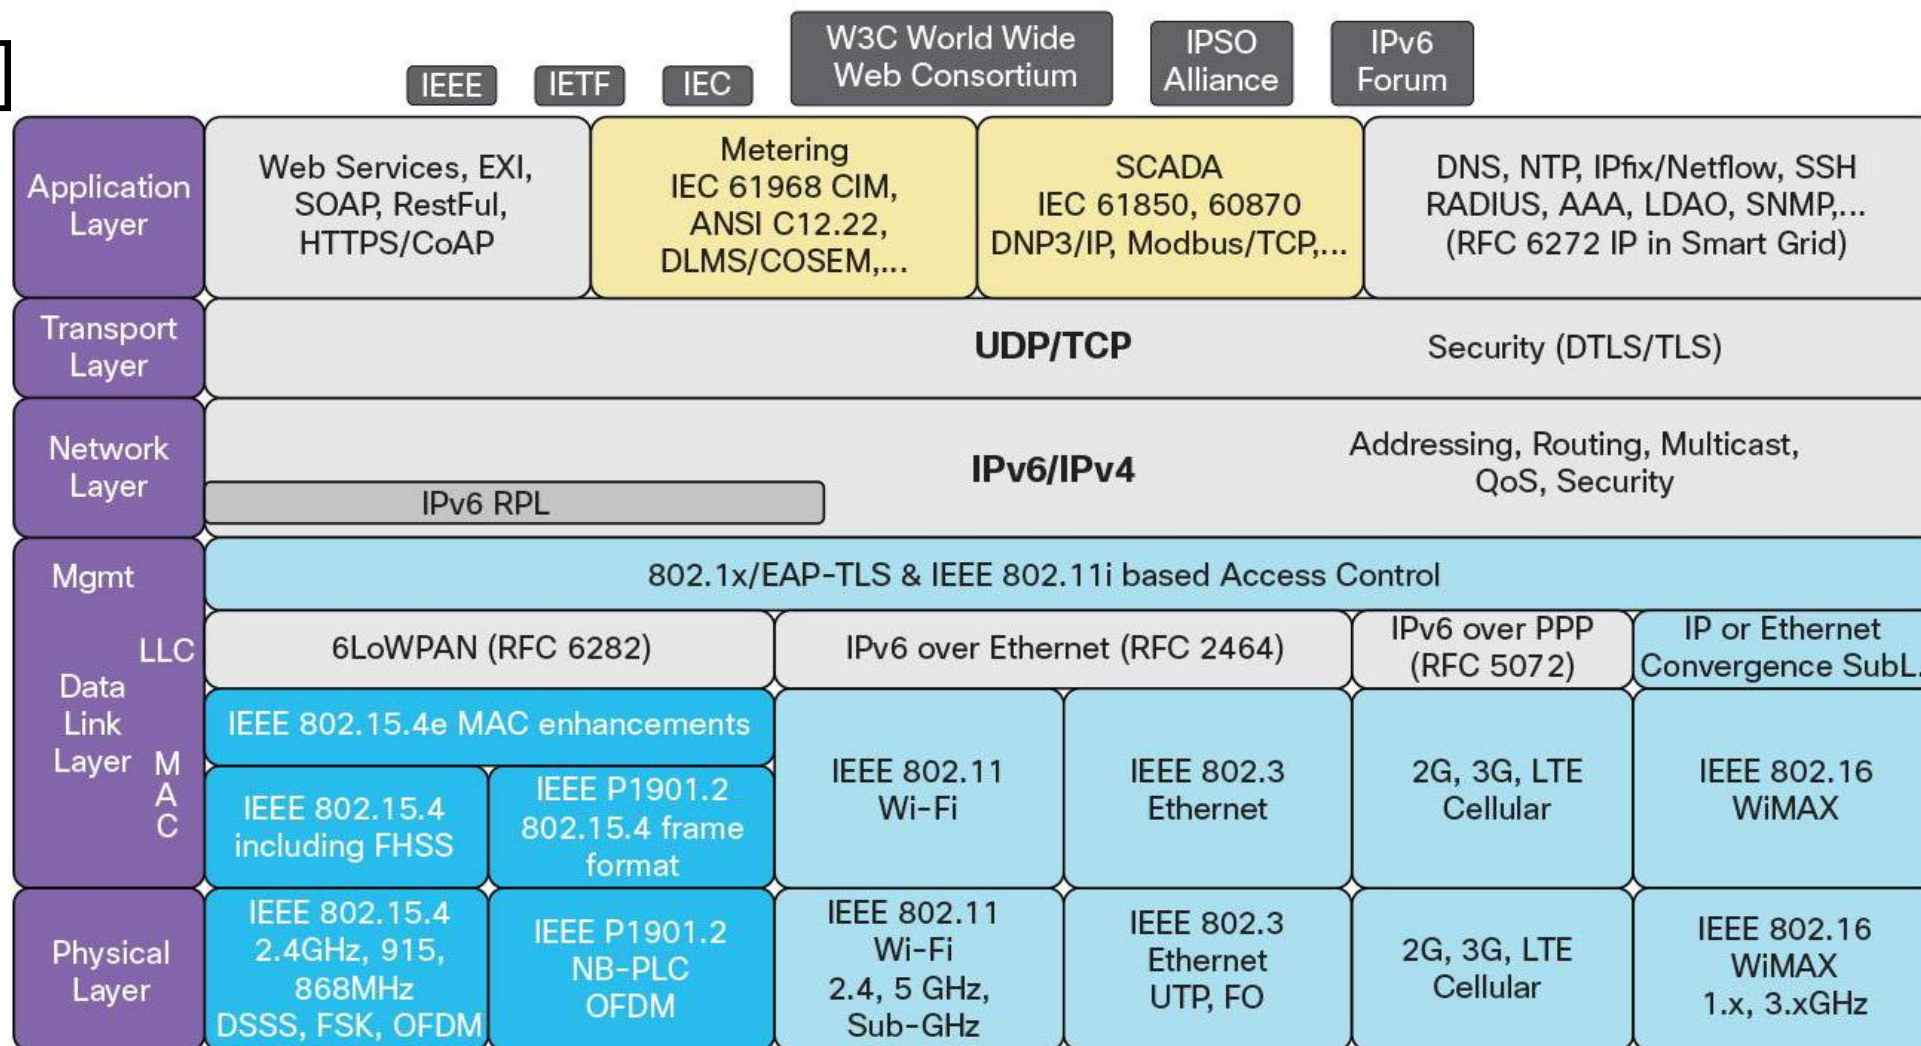 ]
IEEE
IETF
IEC
W3C World Wide
Web Consortium
IPSO
Alliance
IPv6
Forum
Application
Layer
Web Services, EXI,
SOAP, RestFul,
HTTPS/CoAP
Metering
IEC 61968 CIM,
ANSI C12.22,
DLMS/COSEM,...
SCADA
IEC 61850, 60870
DNP3/IP, Modbus/TCP,...
DNS, NTP, IPfix/Netflow, SSH
RADIUS, AAA, LDAO, SNMP,...
(RFC 6272 IP in Smart Grid)
Transport
Layer
UDP/TCP
Security (DTLS/TLS)
Network
Layer
IPv6/IPv4
Addressing, Routing, Multicast,
QoS, Security
IPv6 RPL
Mgmt
802.1x/EAP-TLS & IEEE 802.11i based Access Control
LLC
6LoWPAN (RFC 6282)
IPv6 over Ethernet (RFC 2464)
IPv6 over PPP
(RFC 5072)
IP or Ethernet
Convergence SubL.
Data
Link
Layer
M
A
C
IEEE 802.15.4e MAC enhancements
IEEE 802.15.4
including FHSS
IEEE P1901.2
802.15.4 frame
format
IEEE 802.11
Wi-Fi
IEEE 802.3
Ethernet
2G, 3G, LTE
Cellular
IEEE 802.16
WiMAX
Physical
Layer
IEEE 802.15.4
2.4GHz, 915,
868MHz
DSSS, FSK, OFDM
IEEE P1901.2
NB-PLC
OFDM
IEEE 802.11
Wi-Fi
2.4, 5 GHz,
Sub-GHz
IEEE 802.3
Ethernet
UTP, FO
2G, 3G, LTE
Cellular
IEEE 802.16
WiMAX
1.x, 3.xGHz